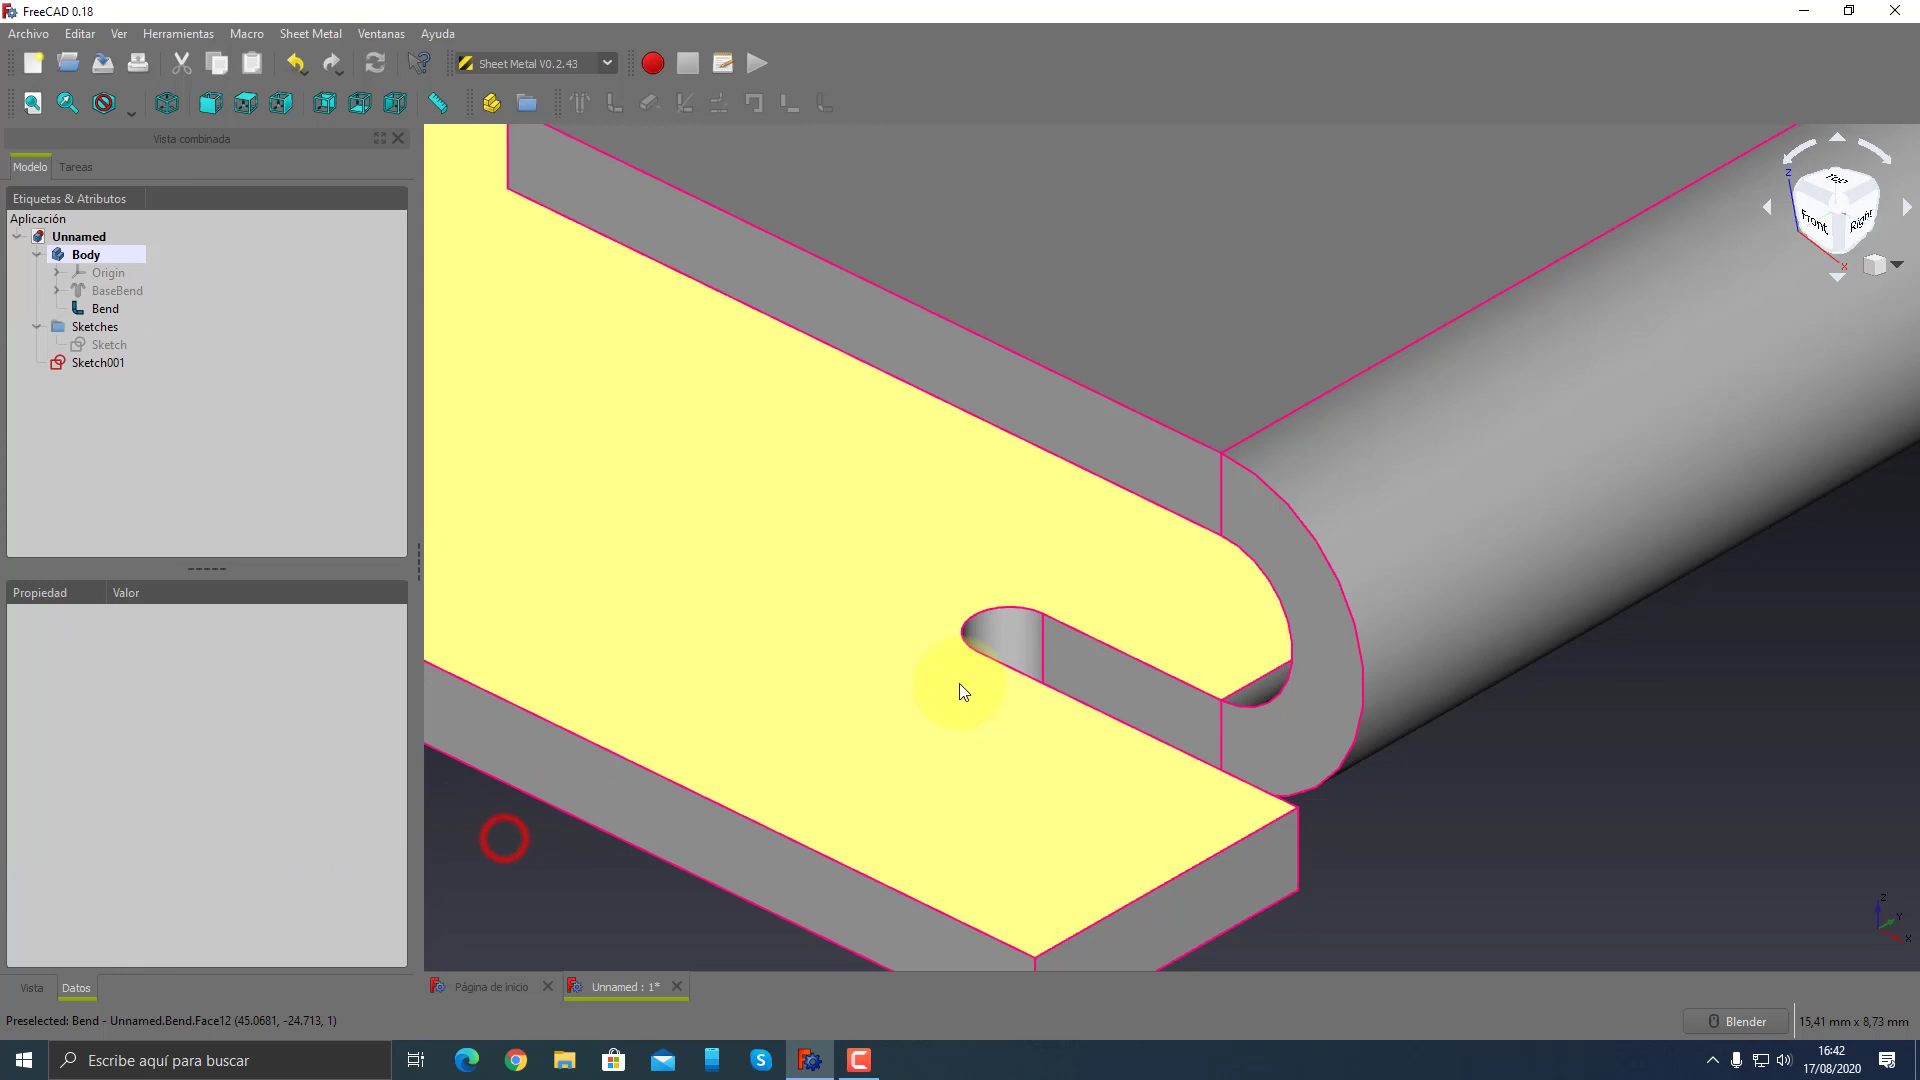 FreeCAD 0.18
Archivo Editar Ver Herramientas Macro Sheet Metal Ventanas Ayuda
Sheet Metal V0.2.43
Vista combinada
Modelo Tareas
Etiquetas & Atributos
Aplicación
Unnamed
Body
Origin
BaseBend
Bend
Sketches
Sketch
Sketch001
Top
Front Right
Z
X
Propiedad Valor
Z
Y
X
Vista Datos
Página de inicio Unnamed : 1*
Preselected: Bend - Unnamed.Bend.Face12 (45.0681, -24.713, 1)
Blender 15,41 mm x 8,73 mm
Escribe aquí para buscar
16:42
17/08/2020